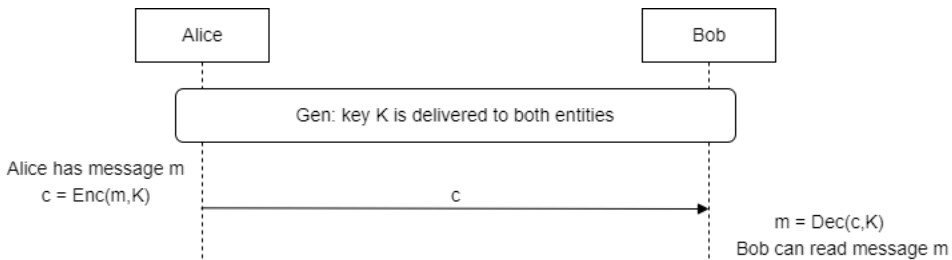 Alice
Bob
Gen: key K is delivered to both entities
Alice has message m
c = Enc(m,K)
c
m = Dec(c,K)
Bob can read message m